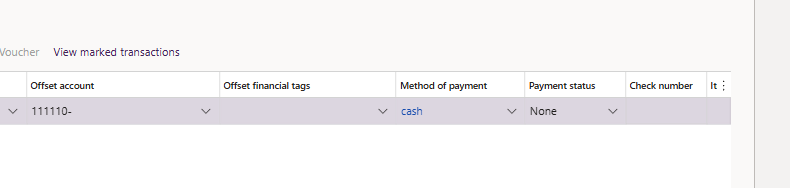 Voucher View marked transactions
Offset account Offset financial tags Method of payment Payment status Check number It
111110- cash None